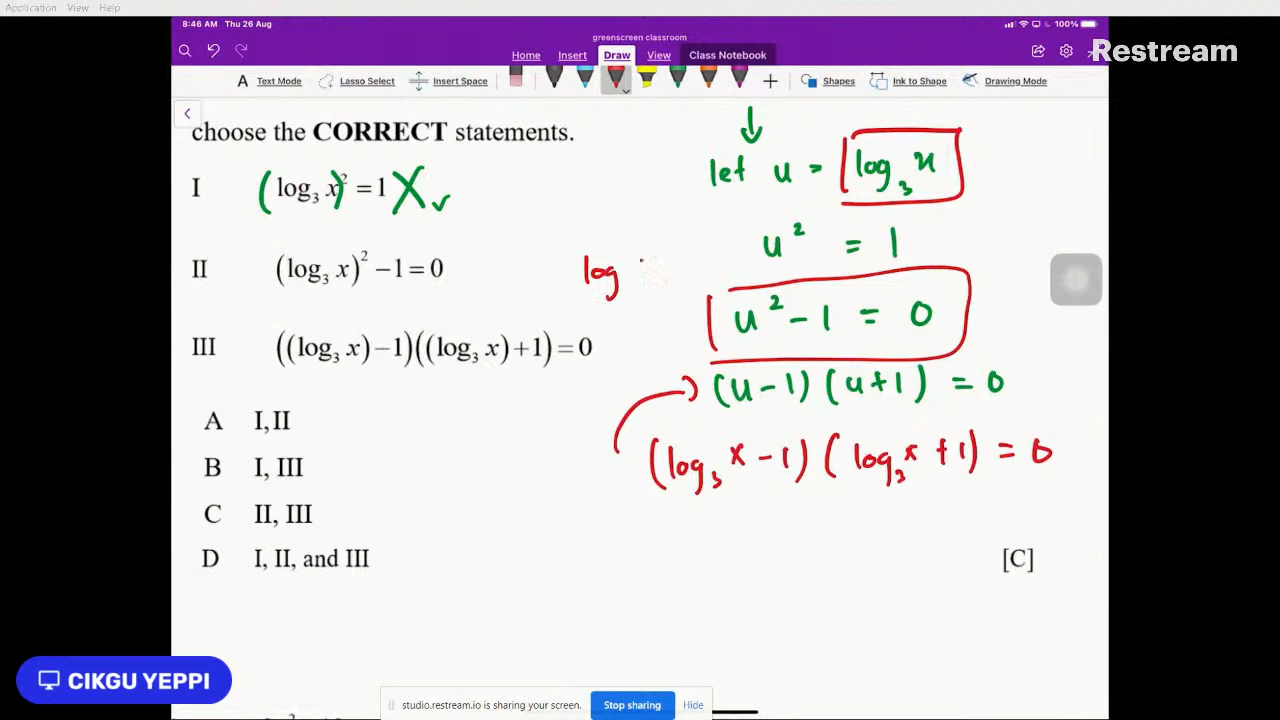 Application View Help
8:46 AM Thu 26 Aug
100%
greenscreen classroom
Home Insert Draw View Class Notebook
Restream
A Text Mode Lasso Select Insert Space + Shapes Ink to Shape Drawing Mode
choose the CORRECT statements.
I (log₃ x)² = 1 X
II (log₃ x)² − 1 = 0
III ((log₃ x) − 1)((log₃ x) + 1) = 0
A I, II
B I, III
C II, III
D I, II, and III
[C]
let u = log₃ x
u² = 1
log
u² − 1 = 0
(u − 1)(u + 1) = 0
(log₃ x − 1)(log₃ x + 1) = 0
CIKGU YEPPI
studio.restream.io is sharing your screen. Stop sharing Hide